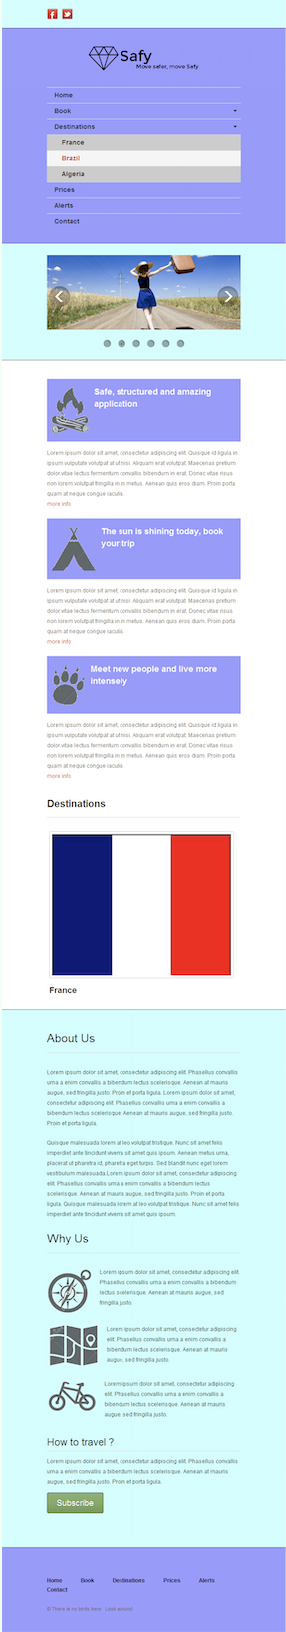 Safy
Move safer, move Safy
Home
Book
Destinations
France
Brazil
Algeria
Prices
Alerts
Contact
Safe, structured and amazing
application
Lorem ipsum dolor sit amet, consectetur adipiscing elit. Quisque id ligula in
ipsum vulputate volutpat at ut nisi. Aliquam erat volutpat. Maecenas pretium
dolor vitae lectus fermentum convallis bibendum in erat. Donec vitae risus
non lorem volutpat fringilla in in metus. Aenean quis eros diam. Proin porta
quam at neque congue iaculis.
more info
The sun is shining today, book
your trip
Lorem ipsum dolor sit amet, consectetur adipiscing elit. Quisque id ligula in
ipsum vulputate volutpat at ut nisi. Aliquam erat volutpat. Maecenas pretium
dolor vitae lectus fermentum convallis bibendum in erat. Donec vitae risus
non lorem volutpat fringilla in in metus. Aenean quis eros diam. Proin porta
quam at neque congue iaculis.
more info
Meet new people and live more
intensely
Lorem ipsum dolor sit amet, consectetur adipiscing elit. Quisque id ligula in
ipsum vulputate volutpat at ut nisi. Aliquam erat volutpat. Maecenas pretium
dolor vitae lectus fermentum convallis bibendum in erat. Donec vitae risus
non lorem volutpat fringilla in in metus. Aenean quis eros diam. Proin porta
quam at neque congue iaculis.
more info
Destinations
France
About Us
Lorem ipsum dolor sit amet, consectetur adipiscing elit. Phasellus convallis
urna a enim convallis a bibendum lectus scelerisque. Aenean at mauris
augue, sed fringilla justo. Proin et porta ligula. Lorem ipsum dolor sit amet,
consectetur adipiscing elit. Phasellus convallis urna a enim convallis a
bibendum lectus scelerisque. Aenean at mauris augue, sed fringilla justo.
Proin et porta ligula.
Quisque malesuada lorem at leo volutpat tristique. Nunc sit amet felis
imperdiet ante tincidunt viverra sit amet quis ipsum. Aenean metus urna,
placerat ut pharetra id, pharetra eget turpis. Sed blandit nunc eget lorem
vestibulum malesuada.Lorem ipsum dolor sit amet, consectetur adipiscing
elit. Phasellus convallis urna a enim convallis a bibendum lectus
scelerisque. Aenean at mauris augue, sed fringilla justo. Proin et porta
ligula. Quisque malesuada lorem at leo volutpat tristique. Nunc sit amet felis
imperdiet ante tincidunt viverra sit amet quis ipsum.
Why Us
Lorem ipsum dolor sit amet, consectetur adipiscing elit.
Phasellus convallis urna a enim convallis a bibendum
lectus scelerisque. Aenean at mauris augue, sed
fringilla justo.
Lorem ipsum dolor sit amet, consectetur adipiscing
elit. Phasellus convallis urna a enim convallis a
bibendum lectus scelerisque. Aenean at mauris
augue, sed fringilla justo.
Loremipsum dolor sit amet, consectetur adipiscing
elit. Phasellus convallis urna a enim convallis a
bibendum lectus scelerisque. Aenean at mauris
augue, sed fringilla justo.
How to travel ?
Lorem ipsum dolor sit amet, consectetur adipiscing elit. Phasellus convallis
urna a enim convallis a bibendum lectus scelerisque. Aenean at mauris
augue, sed fringilla justo. Proin et porta ligula.
Subscribe
Home Book Destinations Prices Alerts
Contact
© There is no birds here